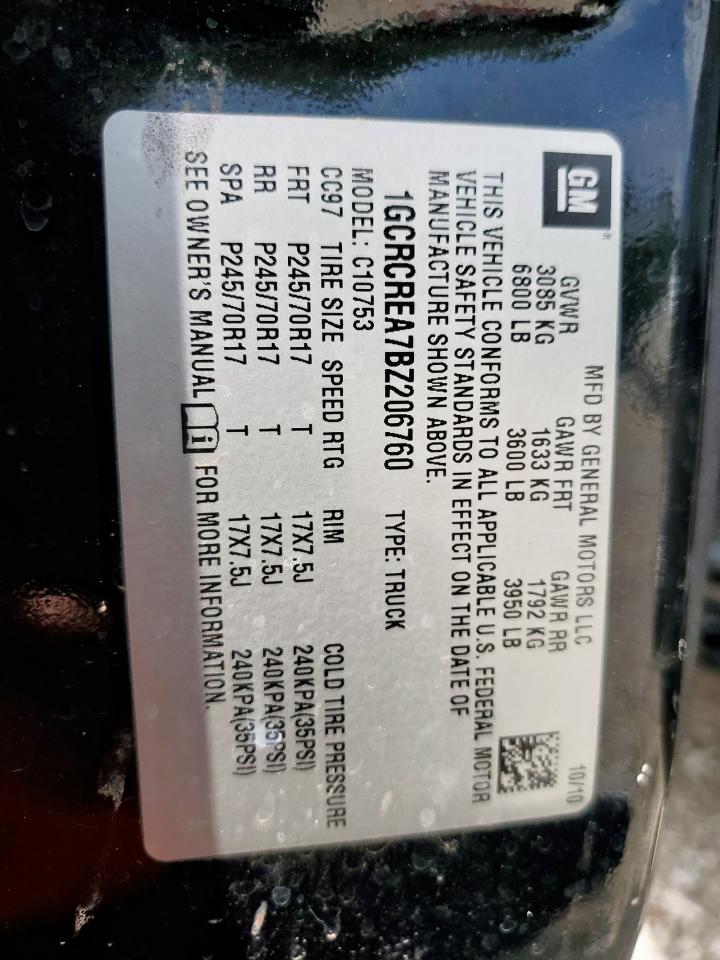 GM®
MFD BY GENERAL MOTORS LLC 10/10
GVWR GAWR FRT GAWR RR
3085 KG 1633 KG 1792 KG
6800 LB 3600 LB 3950 LB
THIS VEHICLE CONFORMS TO ALL APPLICABLE U.S. FEDERAL MOTOR
VEHICLE SAFETY STANDARDS IN EFFECT ON THE DATE OF
MANUFACTURE SHOWN ABOVE.
1GCRCREA7BZ206760 TYPE: TRUCK
MODEL: C10753
CC97 TIRE SIZE SPEED RTG RIM COLD TIRE PRESSURE
FRT P245/70R17 T 17X7.5J 240KPA(35PSI)
RR P245/70R17 T 17X7.5J 240KPA(35PSI)
SPA P245/70R17 T 17X7.5J 240KPA(35PSI)
SEE OWNER'S MANUAL i FOR MORE INFORMATION.